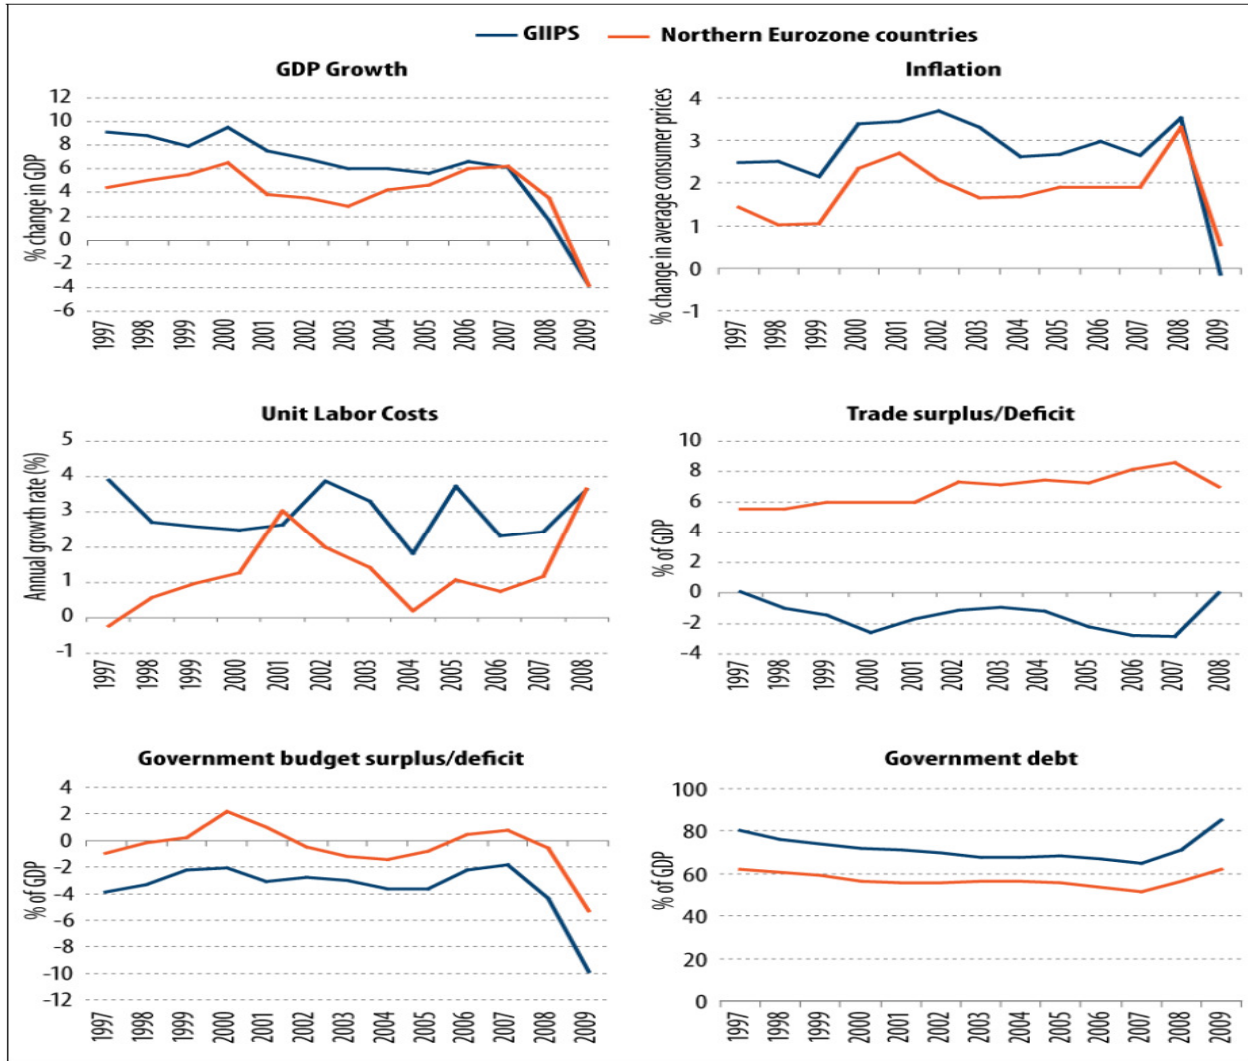 GIIPS Northern Eurozone countries
GDP Growth
% change in GDP
12
10
8
6
4
2
0
−2
−4
−6
1997 1998 1999 2000 2001 2002 2003 2004 2005 2006 2007 2008 2009
Inflation
% change in average consumer prices
4
3
2
1
0
-1
1997 1998 1999 2000 2001 2002 2003 2004 2005 2006 2007 2008 2009
Unit Labor Costs
Annual growth rate (%)
5
4
3
2
1
0
-1
1997 1998 1999 2000 2001 2002 2003 2004 2005 2006 2007 2008
Trade surplus/Deficit
% of GDP
10
8
6
4
2
0
−2
−4
1997 1998 1999 2000 2001 2002 2003 2004 2005 2006 2007 2008
Government budget surplus/deficit
% of GDP
4
2
0
−2
−4
−6
−8
−10
−12
1997 1998 1999 2000 2001 2002 2003 2004 2005 2006 2007 2008 2009
Government debt
% of GDP
100
80
60
40
20
0
1997 1998 1999 2000 2001 2002 2003 2004 2005 2006 2007 2008 2009